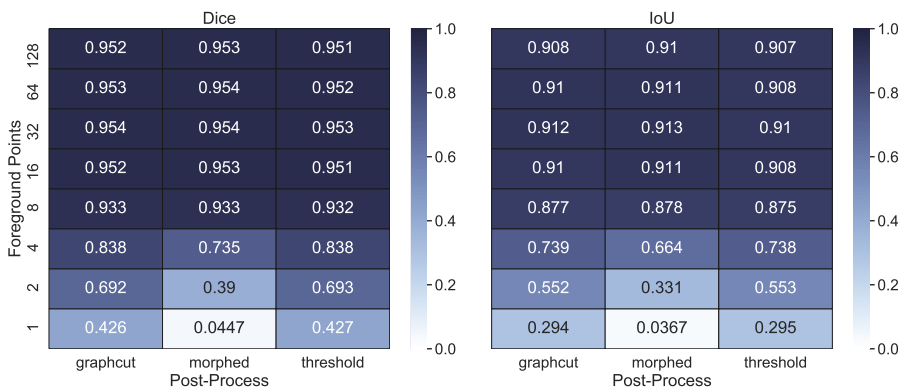 Dice
IoU
Foreground Points
128 0.952 0.953 0.951 1.0 0.908 0.91 0.907 1.0
64 0.953 0.954 0.952 0.8 0.91 0.911 0.908 0.8
32 0.954 0.954 0.953 0.912 0.913 0.91
16 0.952 0.953 0.951 0.6 0.91 0.911 0.908 0.6
8 0.933 0.933 0.932 0.4 0.877 0.878 0.875 0.4
4 0.838 0.735 0.838 0.739 0.664 0.738
2 0.692 0.39 0.693 0.2 0.552 0.331 0.553 0.2
1 0.426 0.0447 0.427 0.0 0.294 0.0367 0.295 0.0
graphcut morphed threshold graphcut morphed threshold
Post-Process Post-Process